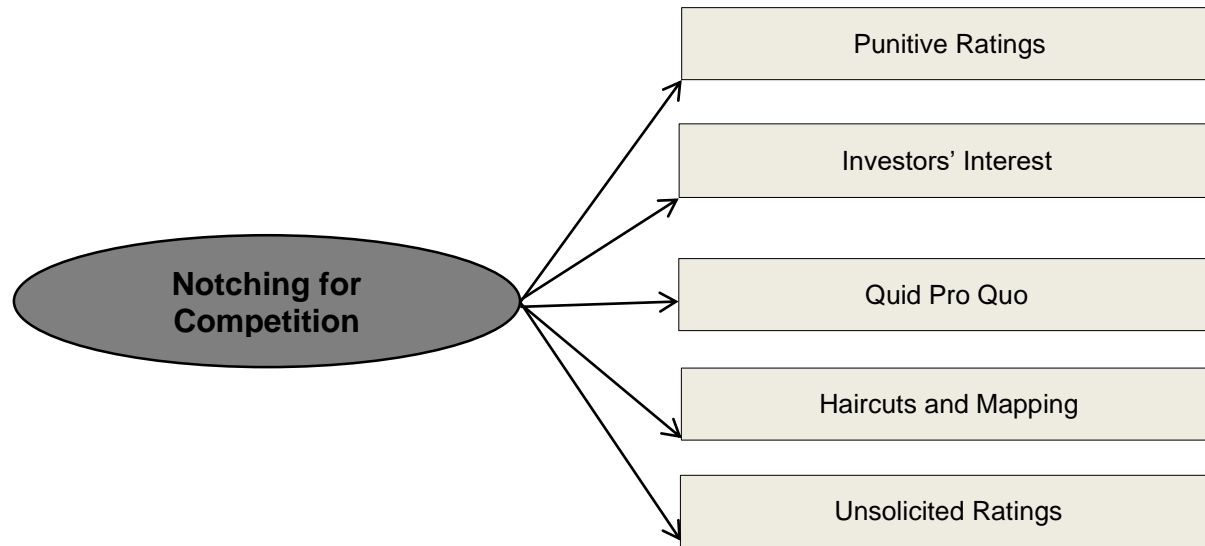 Punitive Ratings
Investors’ Interest
Notching for
Competition
Quid Pro Quo
Haircuts and Mapping
Unsolicited Ratings